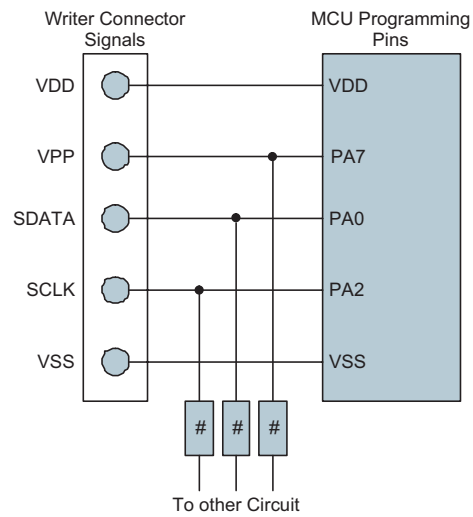 Writer Connector
Signals
MCU Programming
Pins
VDD
VDD
VPP
PA7
SDATA
PA0
SCLK
PA2
VSS
VSS
# # #
To other Circuit